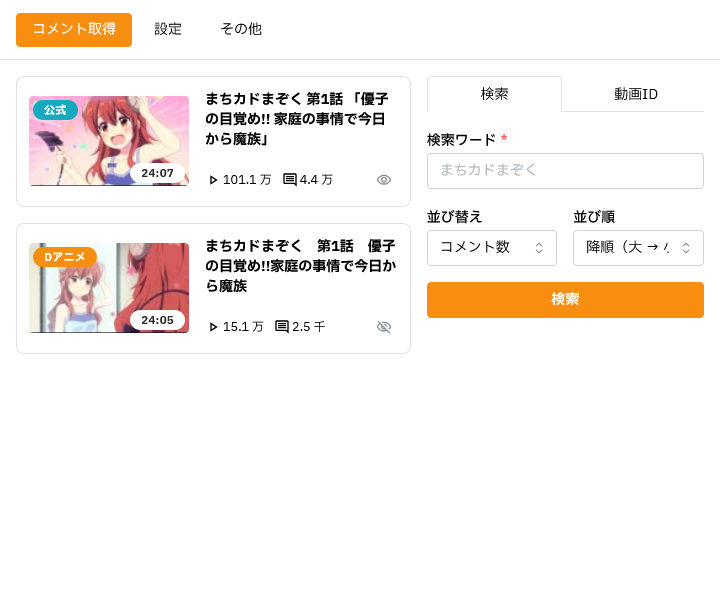 コメント取得
設定
その他
公式
24:07
まちカドまぞく 第1話 「優子
の目覚め!! 家庭の事情で今日
から魔族」
101.1 万
4.4 万
Dアニメ
24:05
まちカドまぞく　第1話　優子
の目覚め!!家庭の事情で今日か
ら魔族
15.1 万
2.5 千
検索
動画ID
検索ワード *
まちカドまぞく
並び替え
並び順
コメント数
降順（大 → 
検索